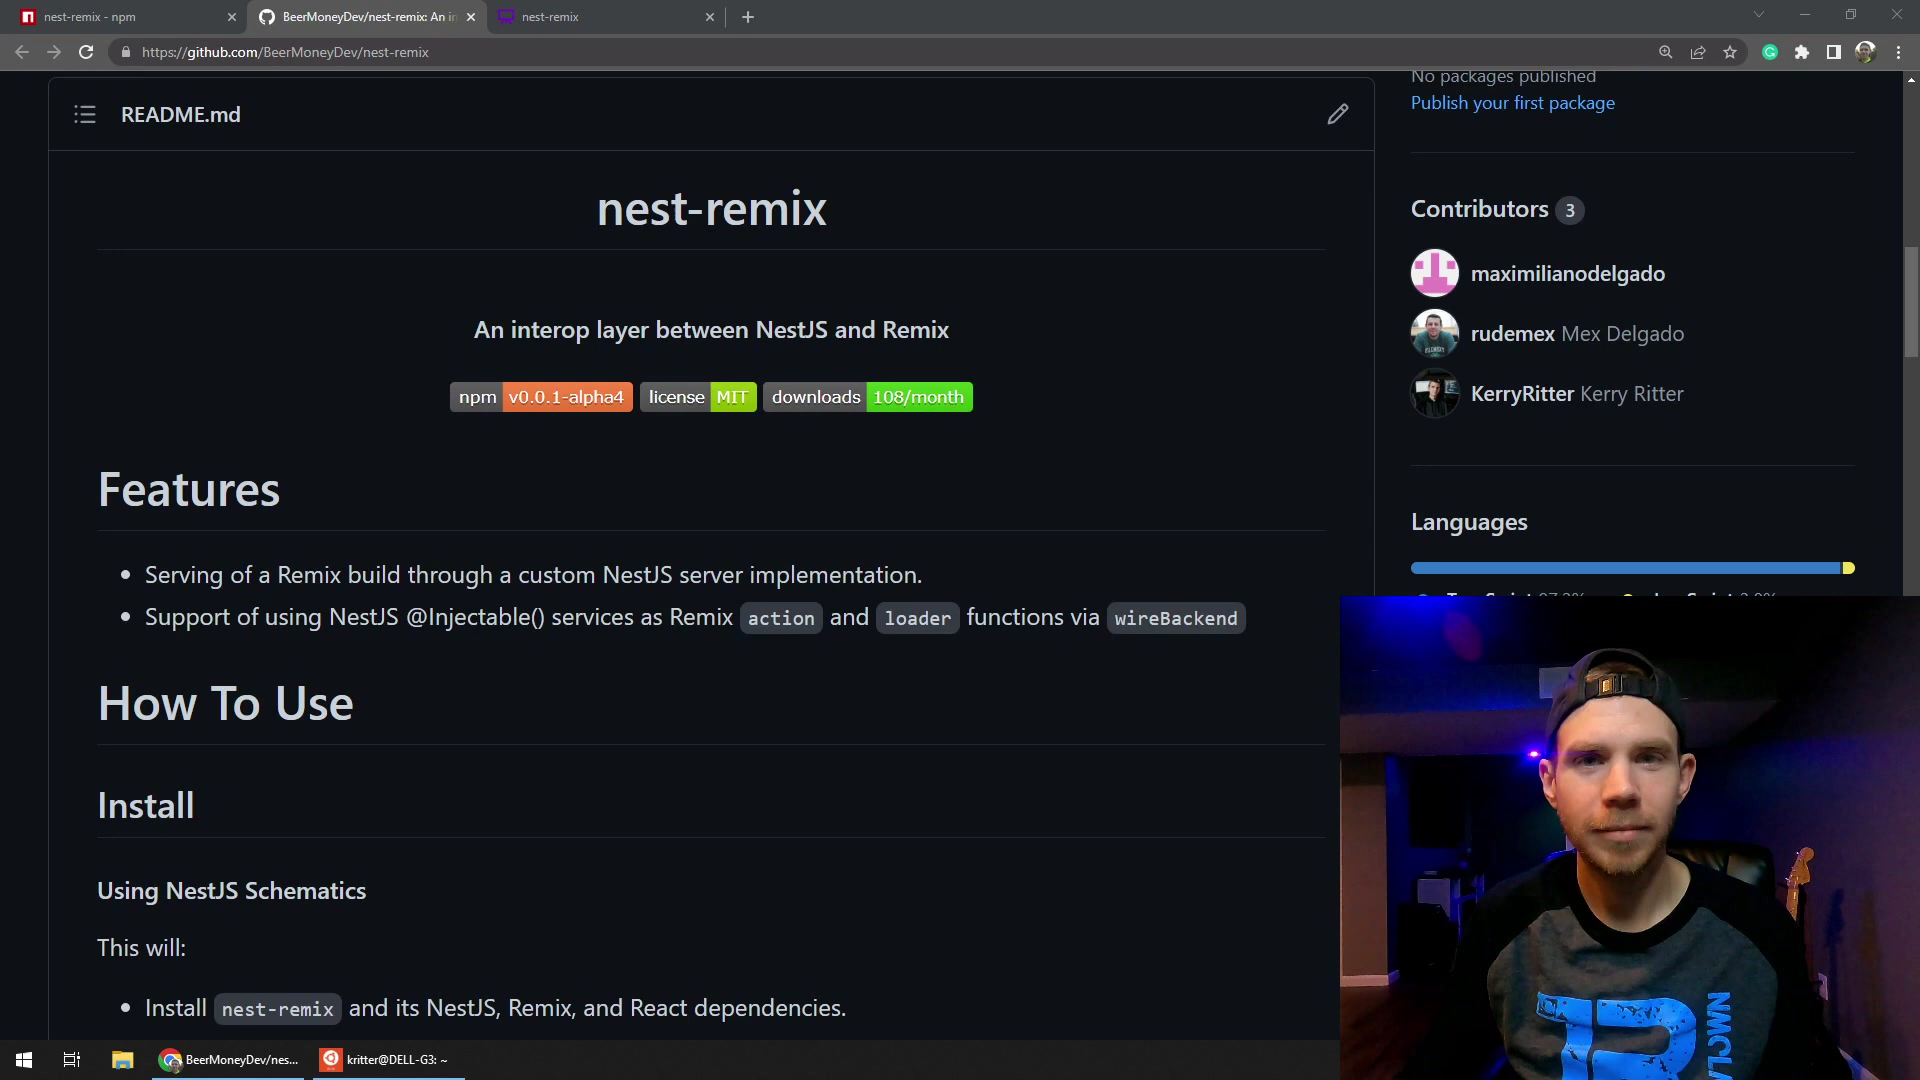 nest-remix - npm
BeerMoneyDev/nest-remix: An in
nest-remix
https://github.com/BeerMoneyDev/nest-remix
No packages published
Publish your first package
README.md
nest-remix
An interop layer between NestJS and Remix
npm v0.0.1-alpha4 license MIT downloads 108/month
Features
Serving of a Remix build through a custom NestJS server implementation.
Support of using NestJS @Injectable() services as Remix action and loader functions via wireBackend
How To Use
Install
Using NestJS Schematics
This will:
Install nest-remix and its NestJS, Remix, and React dependencies.
Contributors 3
maximilianodelgado
rudemex Mex Delgado
KerryRitter Kerry Ritter
Languages
BeerMoneyDev/nes...
kritter@DELL-G3: ~